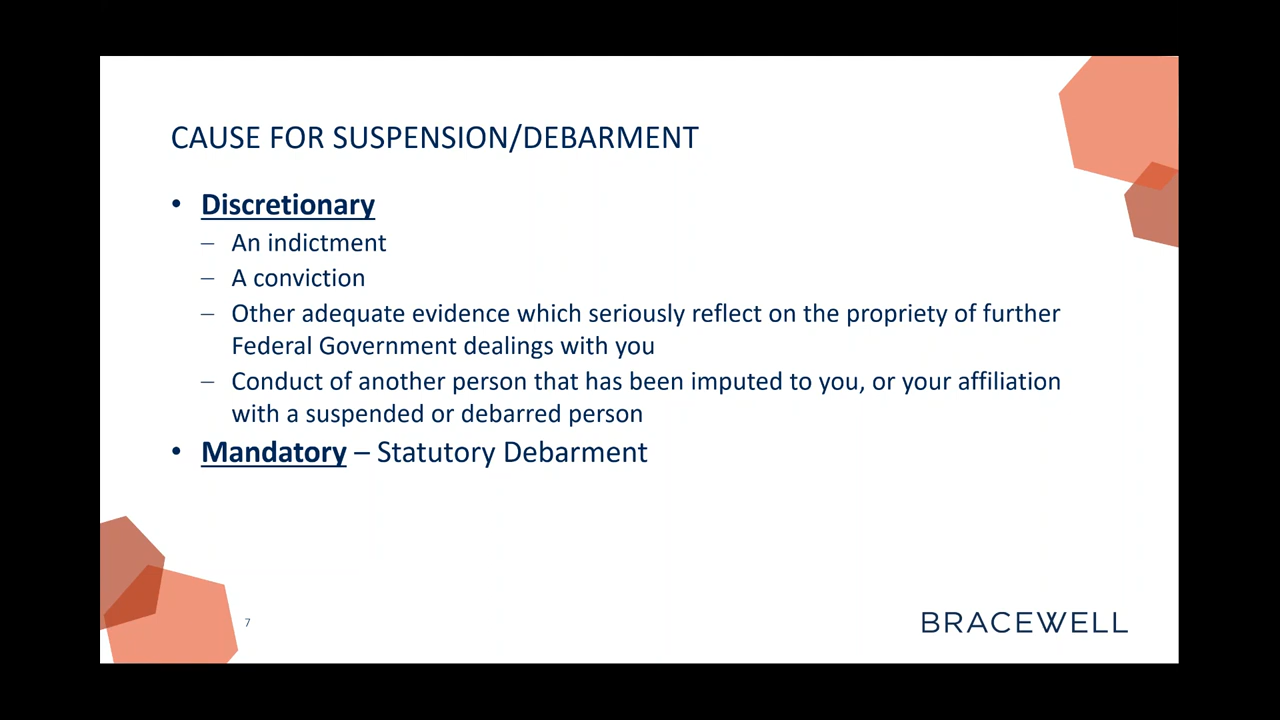 CAUSE FOR SUSPENSION/DEBARMENT
• Discretionary
– An indictment
– A conviction
– Other adequate evidence which seriously reflect on the propriety of further
Federal Government dealings with you
– Conduct of another person that has been imputed to you, or your affiliation
with a suspended or debarred person
• Mandatory – Statutory Debarment
7
BRACEWELL